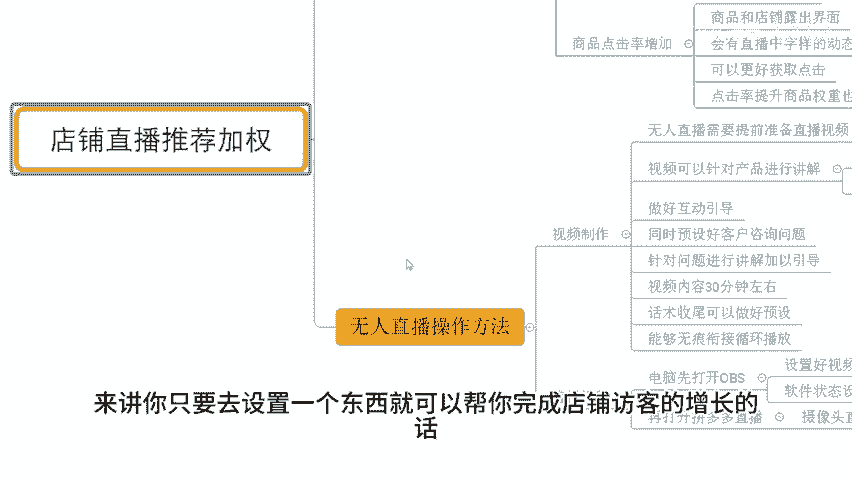 商品和店铺露出界面
商品点击率增加
会有直播中字样的动态
可以更好获取点击
点击率提升商品权重也
店铺直播推荐加权
无人直播需要提前准备直播视频
视频可以针对产品进行讲解
做好互动引导
视频制作
同时预设好客户咨询问题
针对问题进行讲解加以引导
视频内容30分钟左右
话术收尾可以做好预设
能够无痕衔接循环播放
无人直播操作方法
设置好视频
电脑先打开OBS
软件状态设
再打开拼多多直播
摄像头直
来讲你只要去设置一个东西就可以帮你完成店铺访客的增长的
话